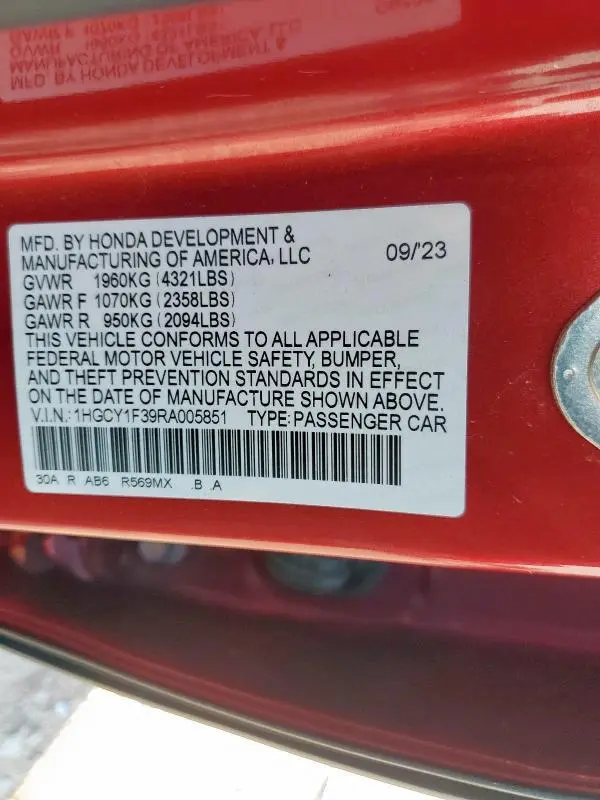 MFD. BY HONDA DEVELOPMENT &
MANUFACTURING OF AMERICA, LLC 09/23
GVWR 1960KG (4321LBS)
GAWR F 1070KG (2358LBS)
GAWR R 950KG (2094LBS)
THIS VEHICLE CONFORMS TO ALL APPLICABLE
FEDERAL MOTOR VEHICLE SAFETY, BUMPER,
AND THEFT PREVENTION STANDARDS IN EFFECT
ON THE DATE OF MANUFACTURE SHOWN ABOVE.
V.I.N.: 1HGCY1F39RA005851 TYPE: PASSENGER CAR
30A R AB6 R569MX .B .A